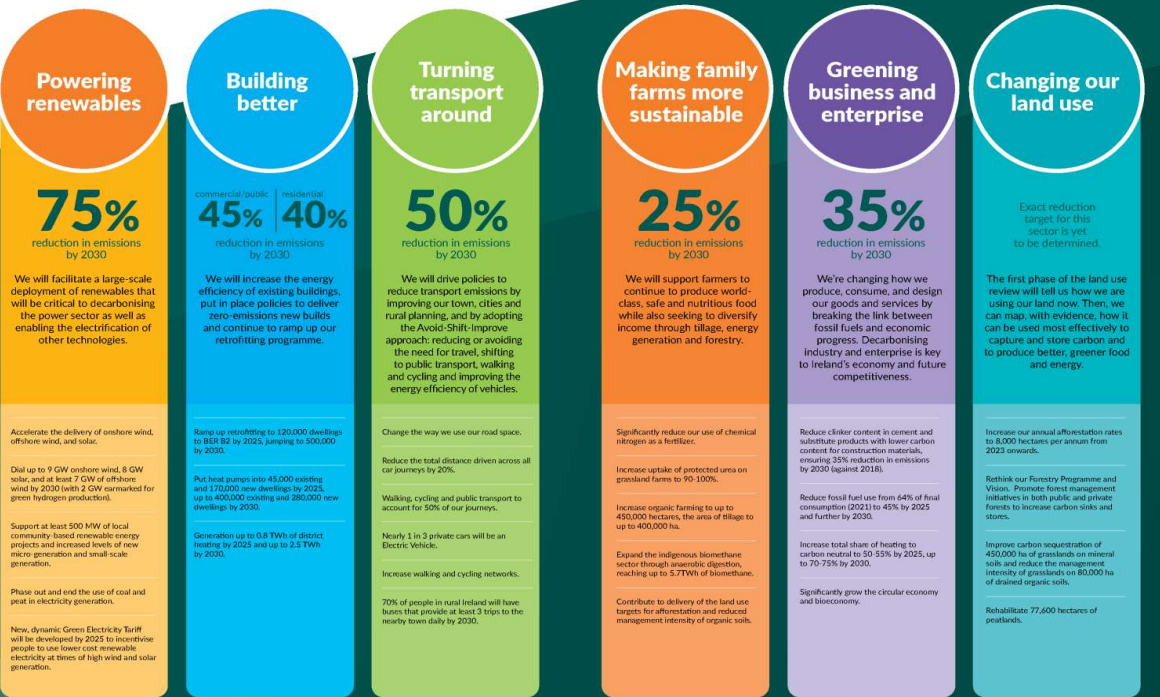 Powering
renewables
75%
reduction in emissions
by 2030
We will facilitate a large-scale
deployment of renewables that
will be critical to decarbonising
the power sector as well as
enabling the electrification of
other technologies.
Accelerate the delivery of onshore wind,
offshore wind, and solar.
Dial up to 9 GW onshore wind, 8 GW
solar, and at least 7 GW of offshore
wind by 2030 (with 2 GW earmarked for
green hydrogen production).
Support at least 500 MW of local
community-based renewable energy
projects and increased levels of new
micro-generation and small-scale
generation.
Phase out and end the use of coal and
peat in electricity generation.
New, dynamic Green Electricity Tariff
will be developed by 2025 to incentivise
people to use lower cost renewable
electricity at times of high wind and solar
generation.
Building
better
commercial/public
45%
residential
40%
reduction in emissions
by 2030
We will increase the energy
efficiency of existing buildings,
put in place policies to deliver
zero-emissions new builds
and continue to ramp up our
retrofitting programme.
Ramp up retrofitting to 120,000 dwellings
to BER B2 by 2025, jumping to 500,000
by 2030.
Put heat pumps into 45,000 existing
and 170,000 new dwellings by 2025,
up to 400,000 existing and 280,000 new
dwellings by 2030.
Generation up to 0.8 TWh of district
heating by 2025 and up to 2.5 TWh
by 2030.
Turning
transport
around
50%
reduction in emissions
by 2030
We will drive policies to
reduce transport emissions by
improving our town, cities and
rural planning, and by adopting
the Avoid-Shift-Improve
approach: reducing or avoiding
the need for travel, shifting
to public transport, walking
and cycling and improving the
energy efficiency of vehicles.
Change the way we use our road space.
Reduce the total distance driven across all
car journeys by 20%.
Walking, cycling and public transport to
account for 50% of our journeys.
Nearly 1 in 3 private cars will be an
Electric Vehicle.
Increase walking and cycling networks.
70% of people in rural Ireland will have
buses that provide at least 3 trips to the
nearby town daily by 2030.
Making family
farms more
sustainable
25%
reduction in emissions
by 2030
We will support farmers to
continue to produce world-
class, safe and nutritious food
while also seeking to diversify
income through tillage, energy
generation and forestry.
Significantly reduce our use of chemical
nitrogen as a fertilizer.
Increase uptake of protected urea on
grassland farms to 90-100%.
Increase organic farming to up to
450,000 hectares, the area of tillage to
up to 400,000 ha.
Expand the indigenous biomethane
sector through anaerobic digestion,
reaching up to 5.7TWh of biomethane.
Contribute to delivery of the land use
targets for afforestation and reduced
management intensity of organic soils.
Greening
business and
enterprise
35%
reduction in emissions
by 2030
We're changing how we
produce, consume, and design
our goods and services by
breaking the link between
fossil fuels and economic
progress. Decarbonising
industry and enterprise is key
to Ireland's economy and future
competitiveness.
Reduce clinker content in cement and
substitute products with lower carbon
content for construction materials,
ensuring 35% reduction in emissions
by 2030 (against 2018).
Reduce fossil fuel use from 64% of final
consumption (2021) to 45% by 2025
and further by 2030.
Increase total share of heating to
carbon neutral to 50-55% by 2025, up
to 70-75% by 2030.
Significantly grow the circular economy
and bioeconomy.
Changing our
land use
Exact reduction
target for this
sector is yet
to be determined.
The first phase of the land use
review will tell us how we are
using our land now. Then, we
can map, with evidence, how it
can be used most effectively to
capture and store carbon and
to produce better, greener food
and energy.
Increase our annual afforestation rates
to 8,000 hectares per annum from
2023 onwards.
Rethink our Forestry Programme and
Vision. Promote forest management
initiatives in both public and private
forests to increase carbon sinks and
stores.
Improve carbon sequestration of
450,000 ha of grasslands on mineral
soils and reduce the management
intensity of grasslands on 80,000 ha
of drained organic soils.
Rehabilitate 77,600 hectares of
peatlands.